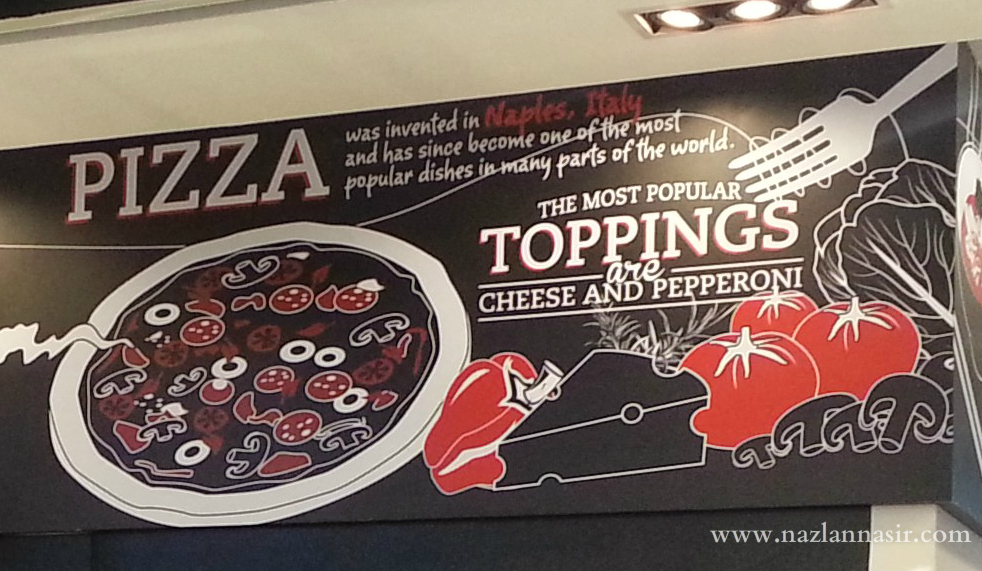 PIZZA
was invented in Naples, Italy
and has since become one of the most
popular dishes in many parts of the world.
THE MOST POPULAR
TOPPINGS
are
CHEESE AND PEPPERONI
www.nazlannasir.com